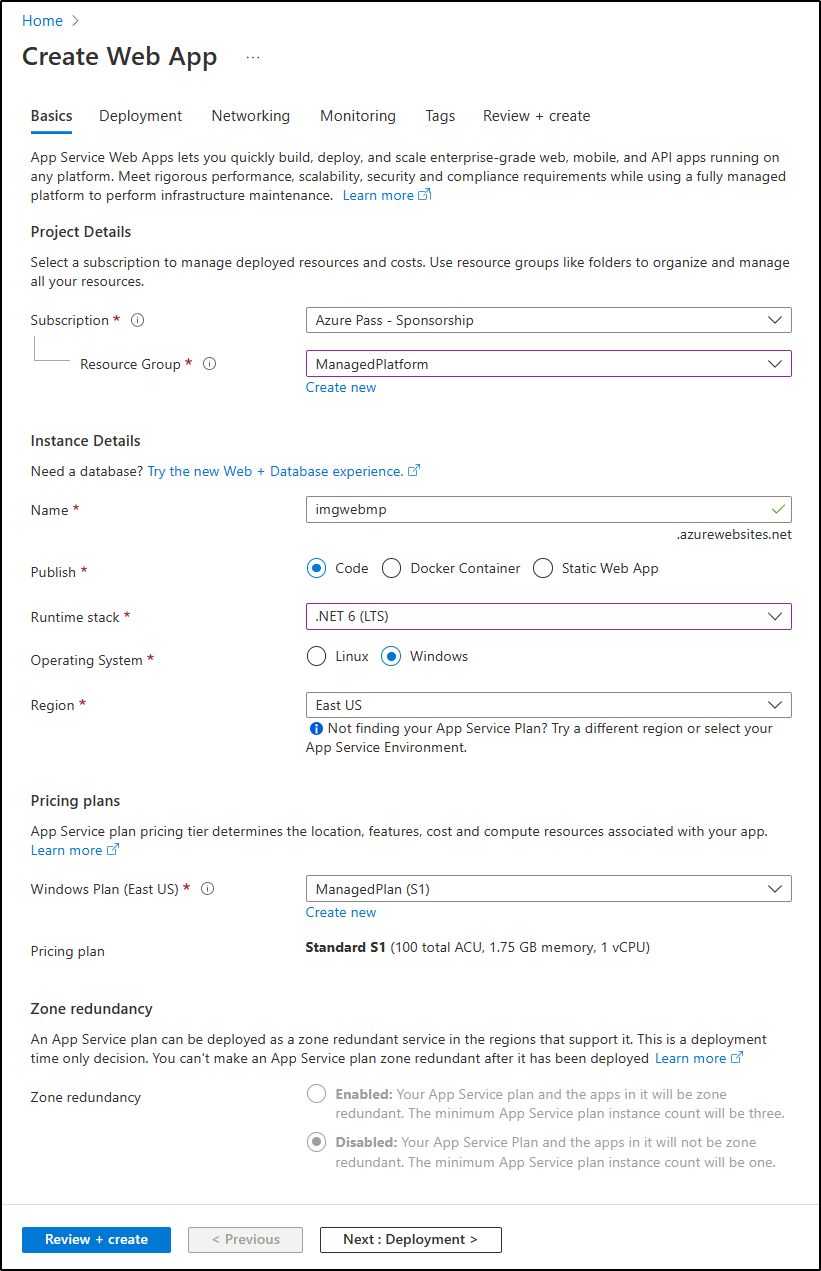 Home >
Create Web App ...
Basics Deployment Networking Monitoring Tags Review + create
App Service Web Apps lets you quickly build, deploy, and scale enterprise-grade web, mobile, and API apps running on
any platform. Meet rigorous performance, scalability, security and compliance requirements while using a fully managed
platform to perform infrastructure maintenance. Learn more
Project Details
Select a subscription to manage deployed resources and costs. Use resource groups like folders to organize and manage
all your resources.
Subscription * Azure Pass - Sponsorship
Resource Group * ManagedPlatform
Create new
Instance Details
Need a database? Try the new Web + Database experience.
Name * imgwebmp
.azurewebsites.net
Publish * Code Docker Container Static Web App
Runtime stack * .NET 6 (LTS)
Operating System * Linux Windows
Region * East US
Not finding your App Service Plan? Try a different region or select your
App Service Environment.
Pricing plans
App Service plan pricing tier determines the location, features, cost and compute resources associated with your app.
Learn more
Windows Plan (East US) * ManagedPlan (S1)
Create new
Pricing plan Standard S1 (100 total ACU, 1.75 GB memory, 1 vCPU)
Zone redundancy
An App Service plan can be deployed as a zone redundant service in the regions that support it. This is a deployment
time only decision. You can't make an App Service plan zone redundant after it has been deployed Learn more
Zone redundancy Enabled: Your App Service plan and the apps in it will be zone
redundant. The minimum App Service plan instance count will be three.
Disabled: Your App Service Plan and the apps in it will not be zone
redundant. The minimum App Service plan instance count will be one.
Review + create < Previous Next : Deployment >